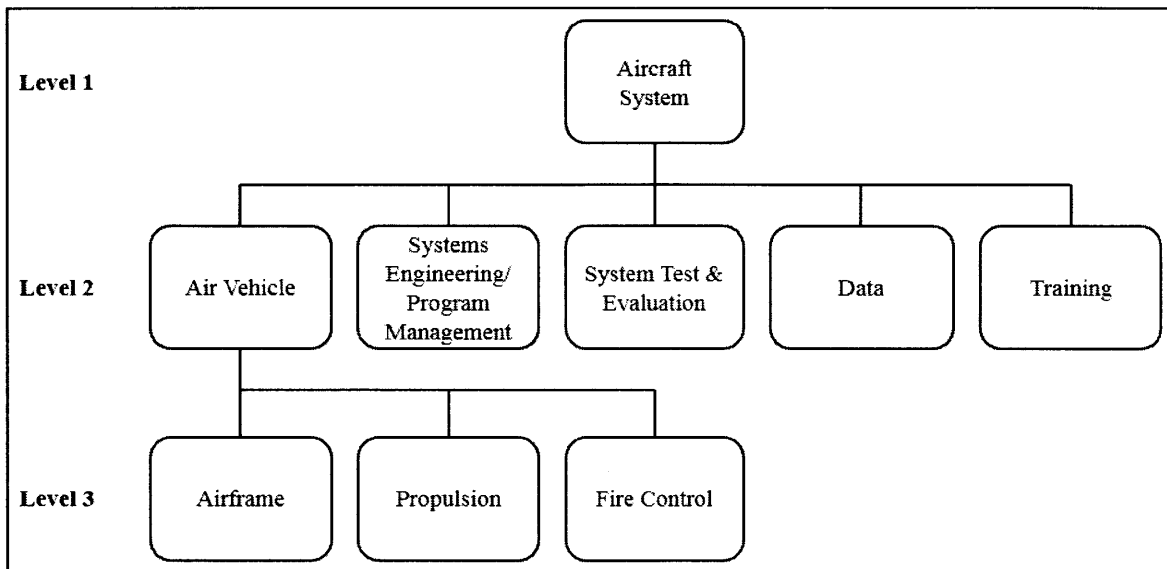 Level 1
Aircraft
System
Level 2
Air Vehicle
Systems
Engineering/
Program
Management
System Test &
Evaluation
Data
Training
Level 3
Airframe
Propulsion
Fire Control